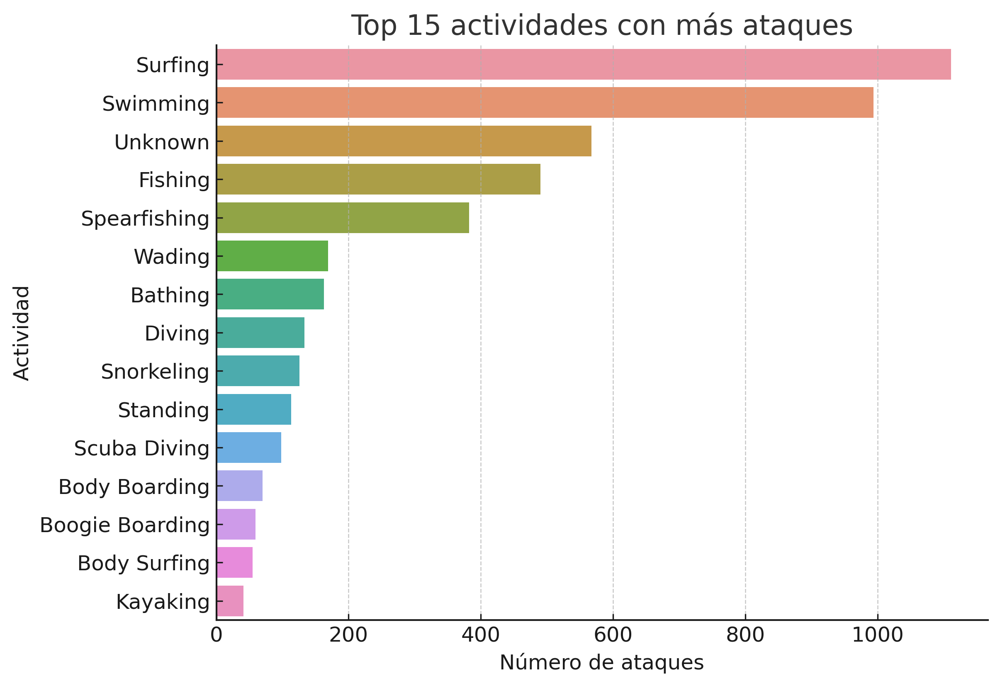 Top 15 actividades con más ataques
Surfing
Swimming
Unknown
Fishing
Spearfishing
Wading
Bathing
Diving
Snorkeling
Standing
Scuba Diving
Body Boarding
Boogie Boarding
Body Surfing
Kayaking
Actividad
0 200 400 600 800 1000
Número de ataques